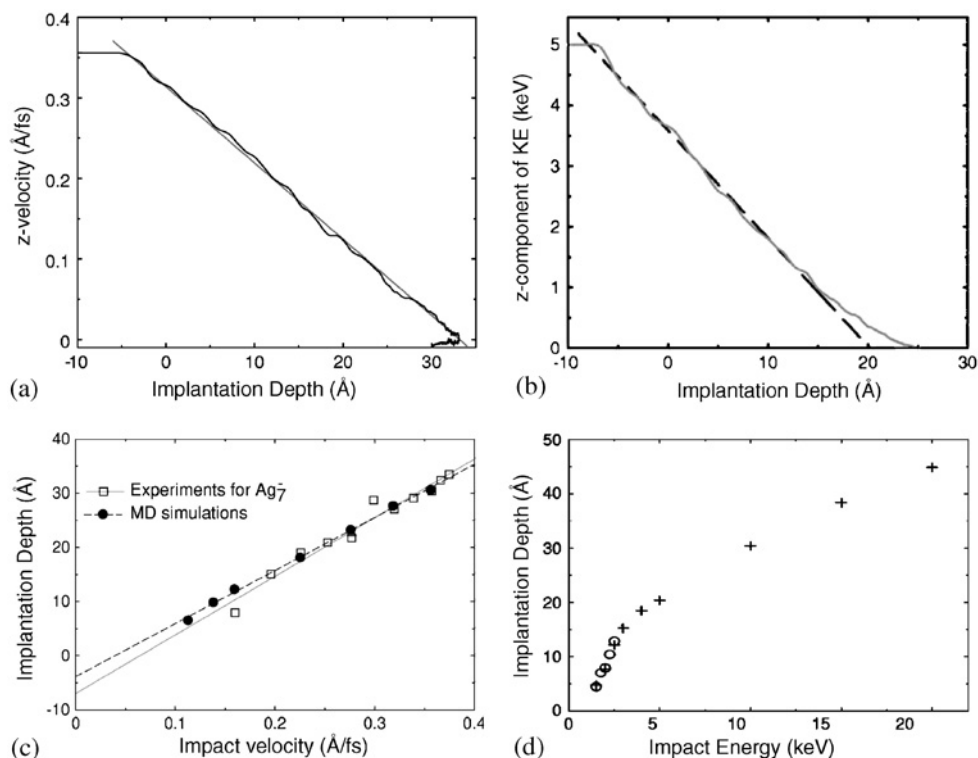 0.4
0.3
0.2
0.1
0
z-velocity (Å/fs)
-10 0 10 20 30
Implantation Depth (Å)
(a)
6
5
4
3
2
1
0
z-component of KE (keV)
-10 0 10 20 30
Implantation Depth (Å)
(b)
40
30
20
10
0
-10
Implantation Depth (Å)
Experiments for Ag7-
MD simulations
0 0.1 0.2 0.3 0.4
Impact velocity (Å/fs)
(c)
50
40
30
20
10
0
Implantation Depth (Å)
0 5 10 15 20
Impact Energy (keV)
(d)